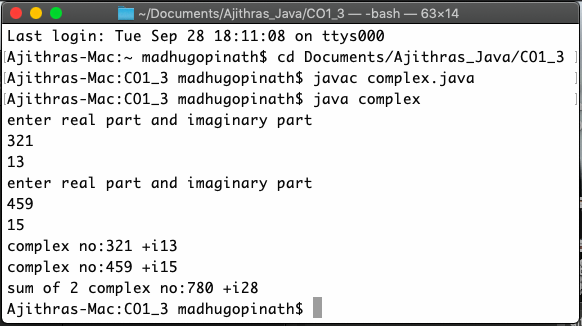 ~/Documents/Ajithras_Java/CO1_3 — -bash — 63×14
Last login: Tue Sep 28 18:11:08 on ttys000
[Ajithras-Mac:~ madhugopinath$ cd Documents/Ajithras_Java/CO1_3 ]
[Ajithras-Mac:CO1_3 madhugopinath$ javac complex.java ]
[Ajithras-Mac:CO1_3 madhugopinath$ java complex ]
enter real part and imaginary part
321
13
enter real part and imaginary part
459
15
complex no:321 +i13
complex no:459 +i15
sum of 2 complex no:780 +i28
Ajithras-Mac:CO1_3 madhugopinath$